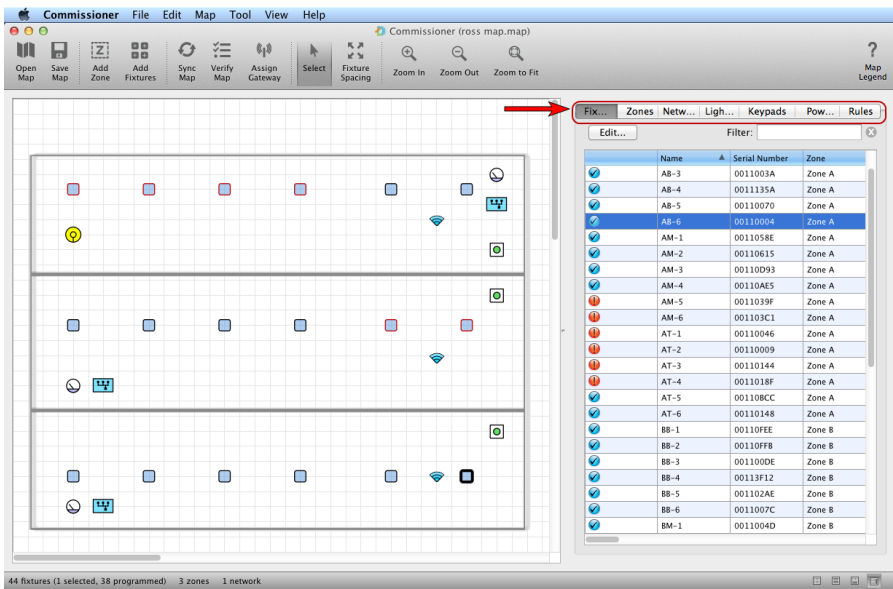 Commissioner File Edit Map Tool View Help
Commissioner (ross map.map)
Open Map
Save Map
Add Zone
Add Fixtures
Sync Map
Verify Map
Assign Gateway
Select
Fixture Spacing
Zoom In
Zoom Out
Zoom to Fit
Map Legend
Fix... Zones Netw... Ligh... Keypads Pow... Rules
Edit... Filter:
Name Serial Number Zone
AB-3 0011003A Zone A
AB-4 0011135A Zone A
AB-5 00110070 Zone A
AB-6 00110004 Zone A
AM-1 0011058E Zone A
AM-2 00110615 Zone A
AM-3 00110D93 Zone A
AM-4 00110AE5 Zone A
AM-5 0011039F Zone A
AM-6 001103C1 Zone A
AT-1 00110046 Zone A
AT-2 00110009 Zone A
AT-3 00110144 Zone A
AT-4 0011018F Zone A
AT-5 00110BCC Zone A
AT-6 00110148 Zone A
BB-1 00110FEE Zone B
BB-2 00110FFB Zone B
BB-3 001100DE Zone B
BB-4 00113F12 Zone B
BB-5 001102AE Zone B
BB-6 0011007C Zone B
BM-1 0011004D Zone B
44 fixtures (1 selected, 38 programmed) 3 zones 1 network